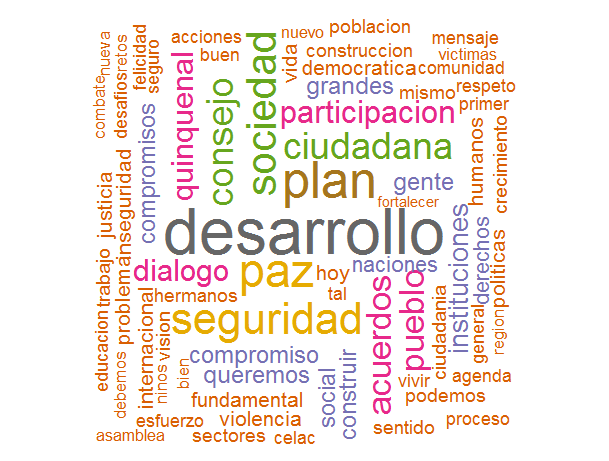 combate
nueva
desafios
retos
felicidad
seguro
acciones
buen
nuevo
poblacion
mensaje
vida
construccion
victimas
democratica
comunidad
sociedad
quinquenal
consejo
grandes
mismo
respeto
primer
participacion
compromisos
ciudadana
plan
gente
humanos
crecimiento
fortalecer
justicia
seguridad
desarrollo
instituciones
derechos
politicas
problemán
trabajo
educacion
dialogo
paz
hoy
naciones
hermanos
tal
seguridad
acuerdos
pueblo
ciudadania
general
region
debemos
internacional
vision
ninos
bien
compromiso
queremos
social
construir
vivir
agenda
podemos
fundamental
esfuerzo
violencia
sentido
proceso
asamblea
sectores
celac